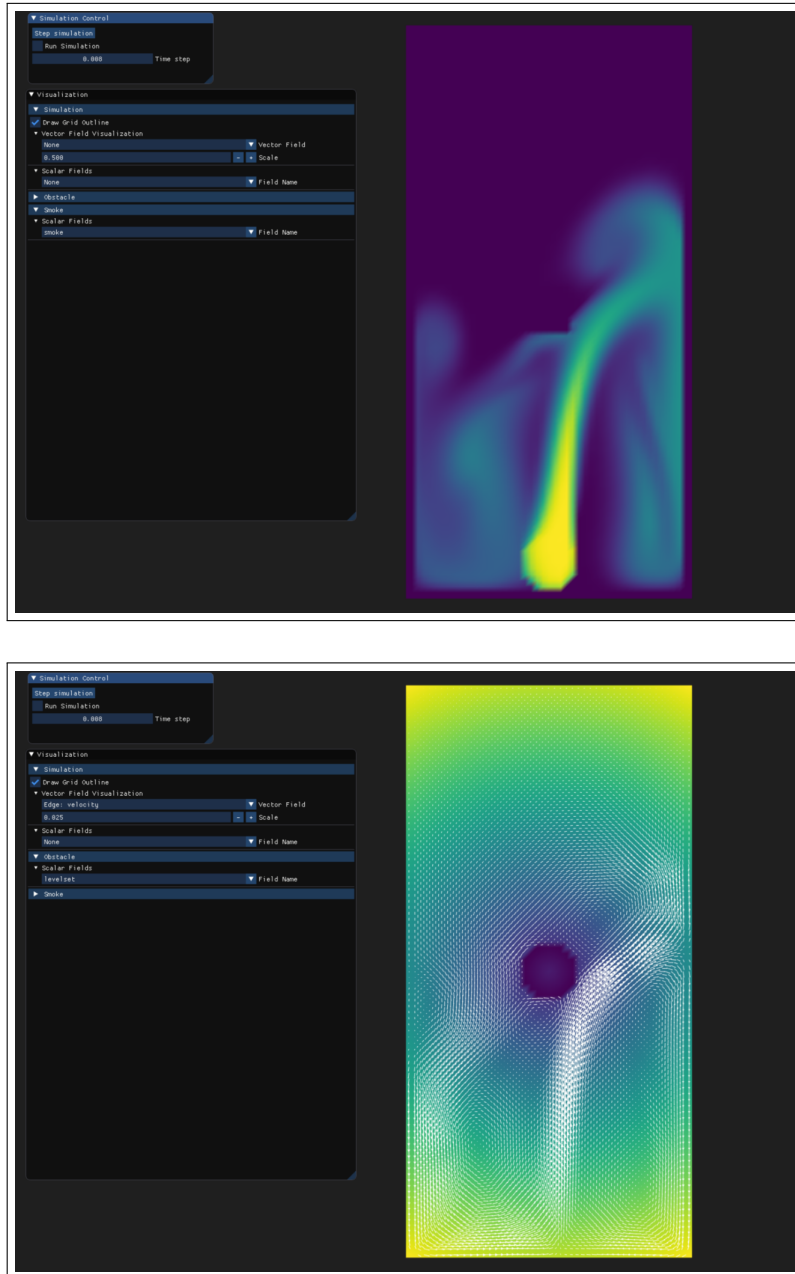 Simulation Control
Step simulation
Run Simulation
0.008 Time step
Visualization
Simulation
Draw Grid Outline
Vector Field Visualization
None Vector Field
0.500 - + Scale
Scalar Fields
None Field Name
Obstacle
Smoke
Scalar Fields
smoke Field Name
Simulation Control
Step simulation
Run Simulation
0.008 Time step
Visualization
Simulation
Draw Grid Outline
Vector Field Visualization
Edge: velocity Vector Field
0.025 - + Scale
Scalar Fields
None Field Name
Obstacle
Scalar Fields
levelset Field Name
Smoke